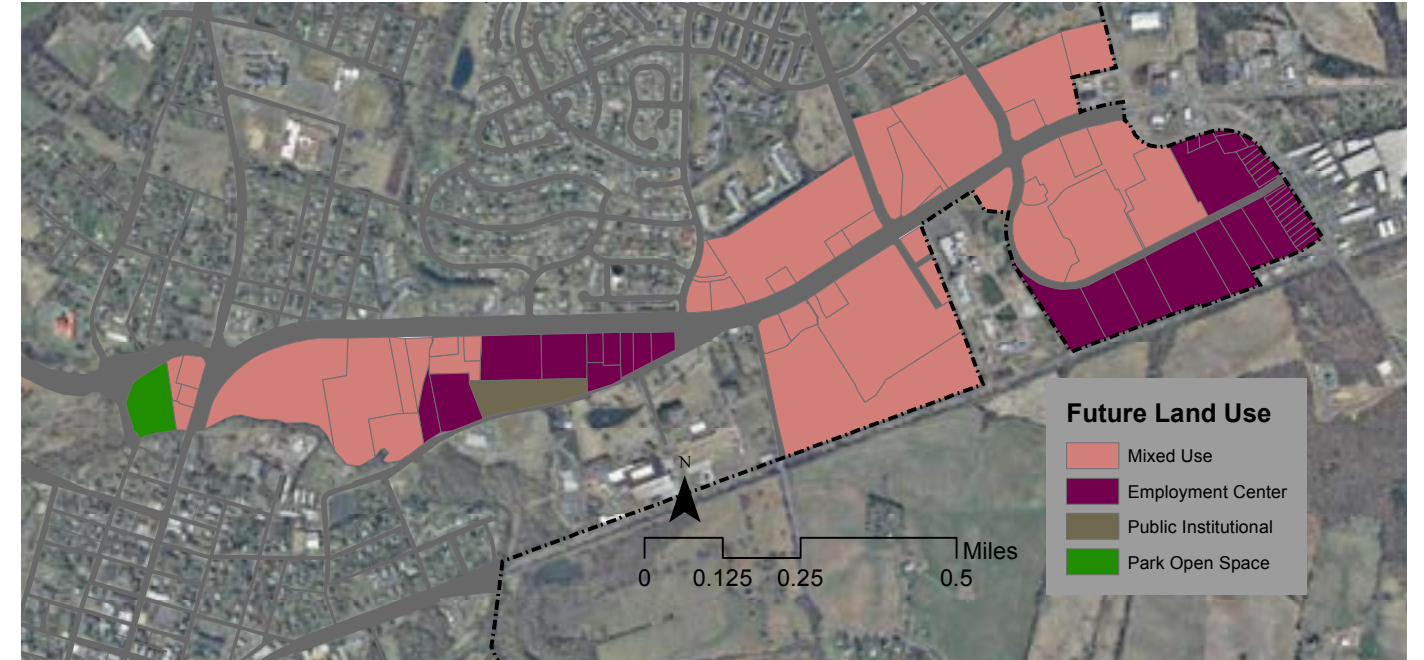 Future Land Use
Mixed Use
Employment Center
Public Institutional
Park Open Space
N
Miles
0 0.125 0.25 0.5